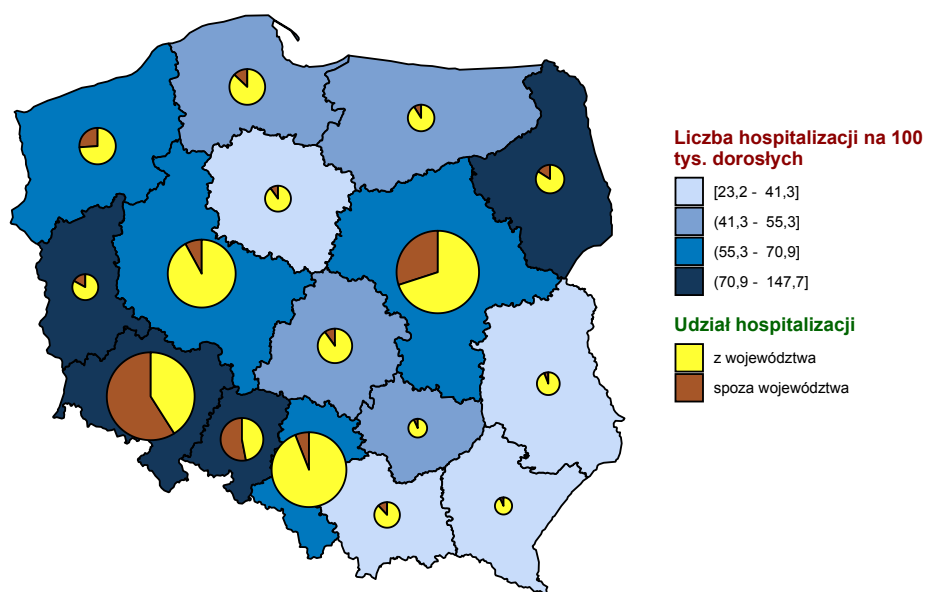 Liczba hospitalizacji na 100
tys. dorosłych
[23,2 - 41,3]
(41,3 - 55,3]
(55,3 - 70,9]
(70,9 - 147,7]
Udział hospitalizacji
z województwa
spoza województwa